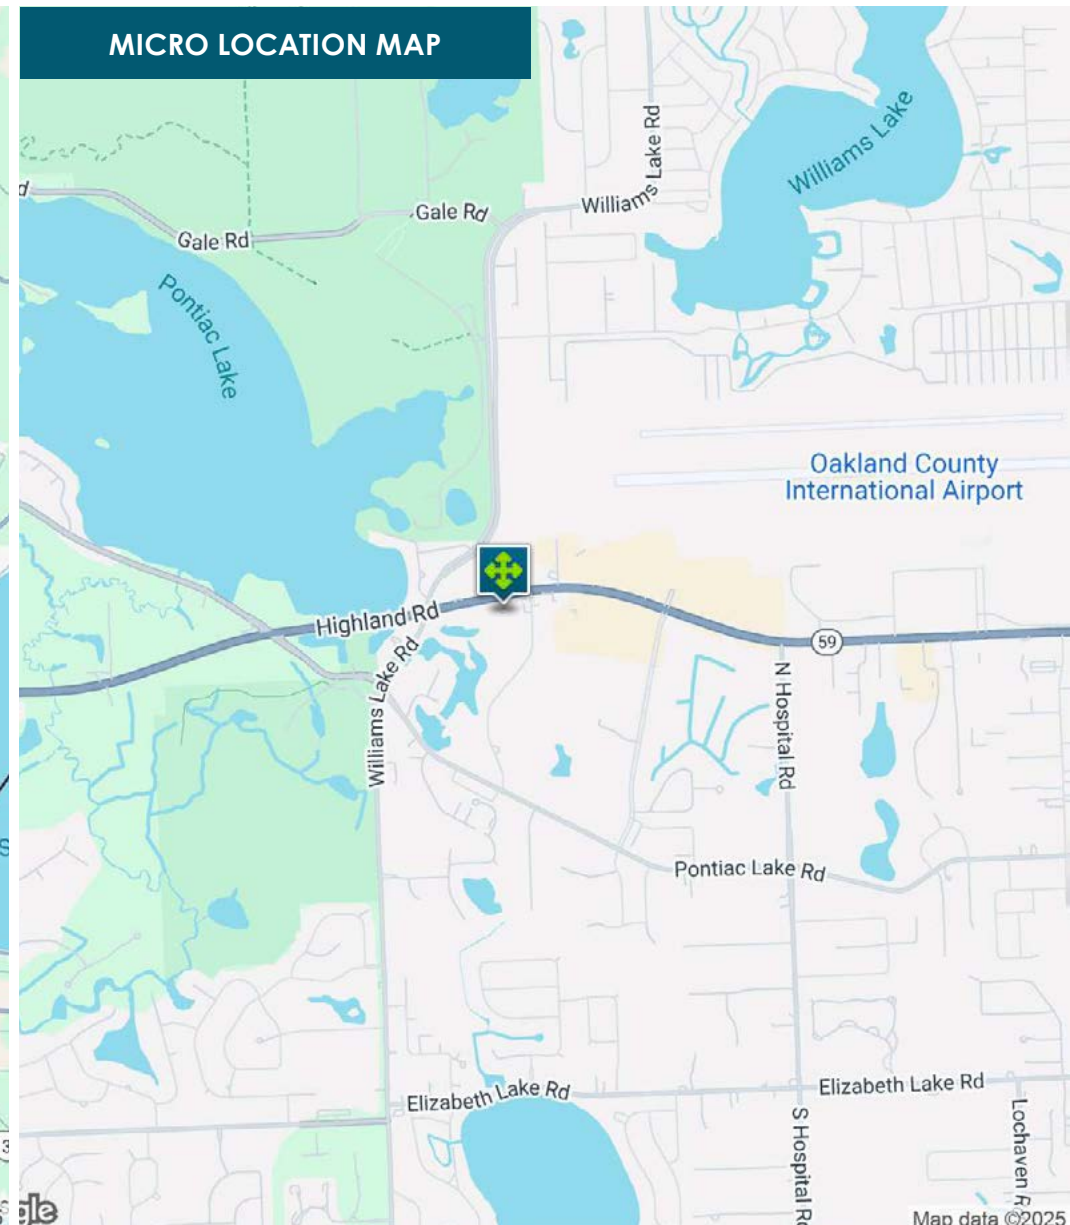 MICRO LOCATION MAP
Williams Lake
Williams Lake Rd
Gale Rd
Gale Rd
Pontiac Lake
Oakland County
International Airport
Highland Rd
59
Williams Lake Rd
N Hospital Rd
Pontiac Lake Rd
Elizabeth Lake Rd
Elizabeth Lake Rd
S Hospital Rd
Lochaven R
Map data ©2025